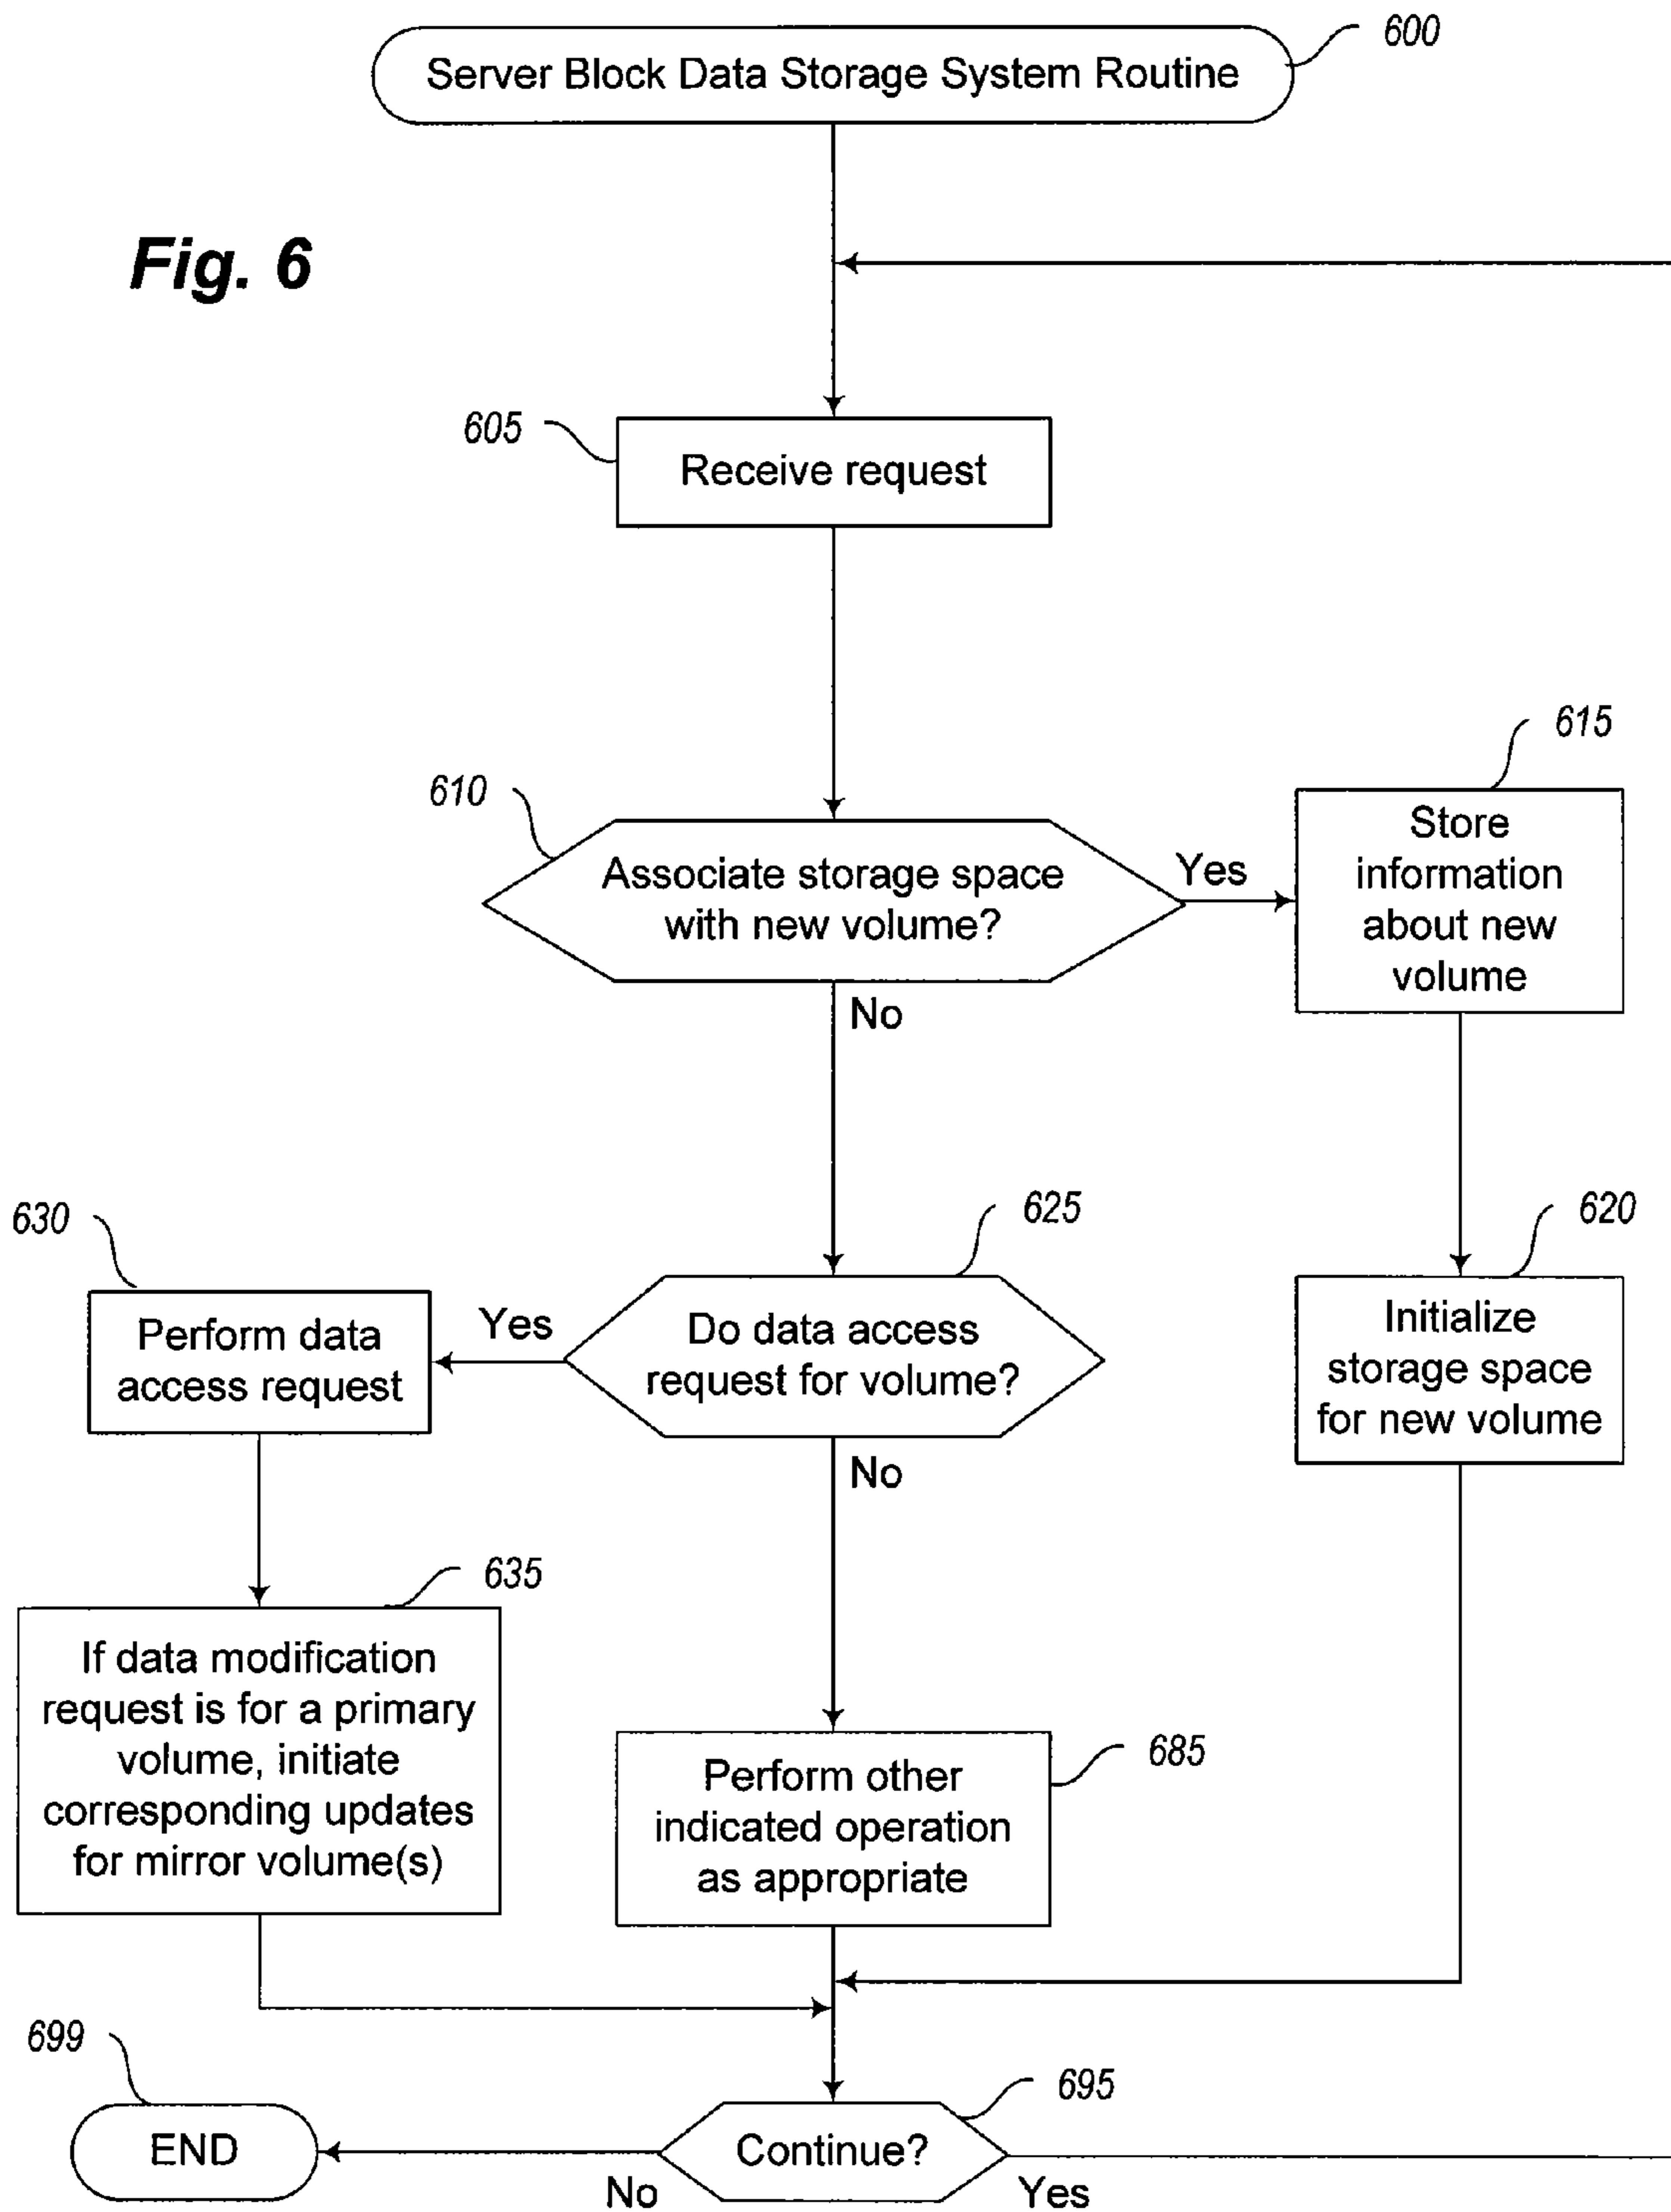 600
Server Block Data Storage System Routine
Fig. 6
605
Receive request
610
Associate storage space
with new volume?
Yes
No
615
Store
information
about new
volume
620
Initialize
storage space
for new volume
625
Do data access
request for volume?
Yes
No
630
Perform data
access request
635
If data modification
request is for a primary
volume, initiate
corresponding updates
for mirror volume(s)
685
Perform other
indicated operation
as appropriate
695
Continue?
No
Yes
699
END